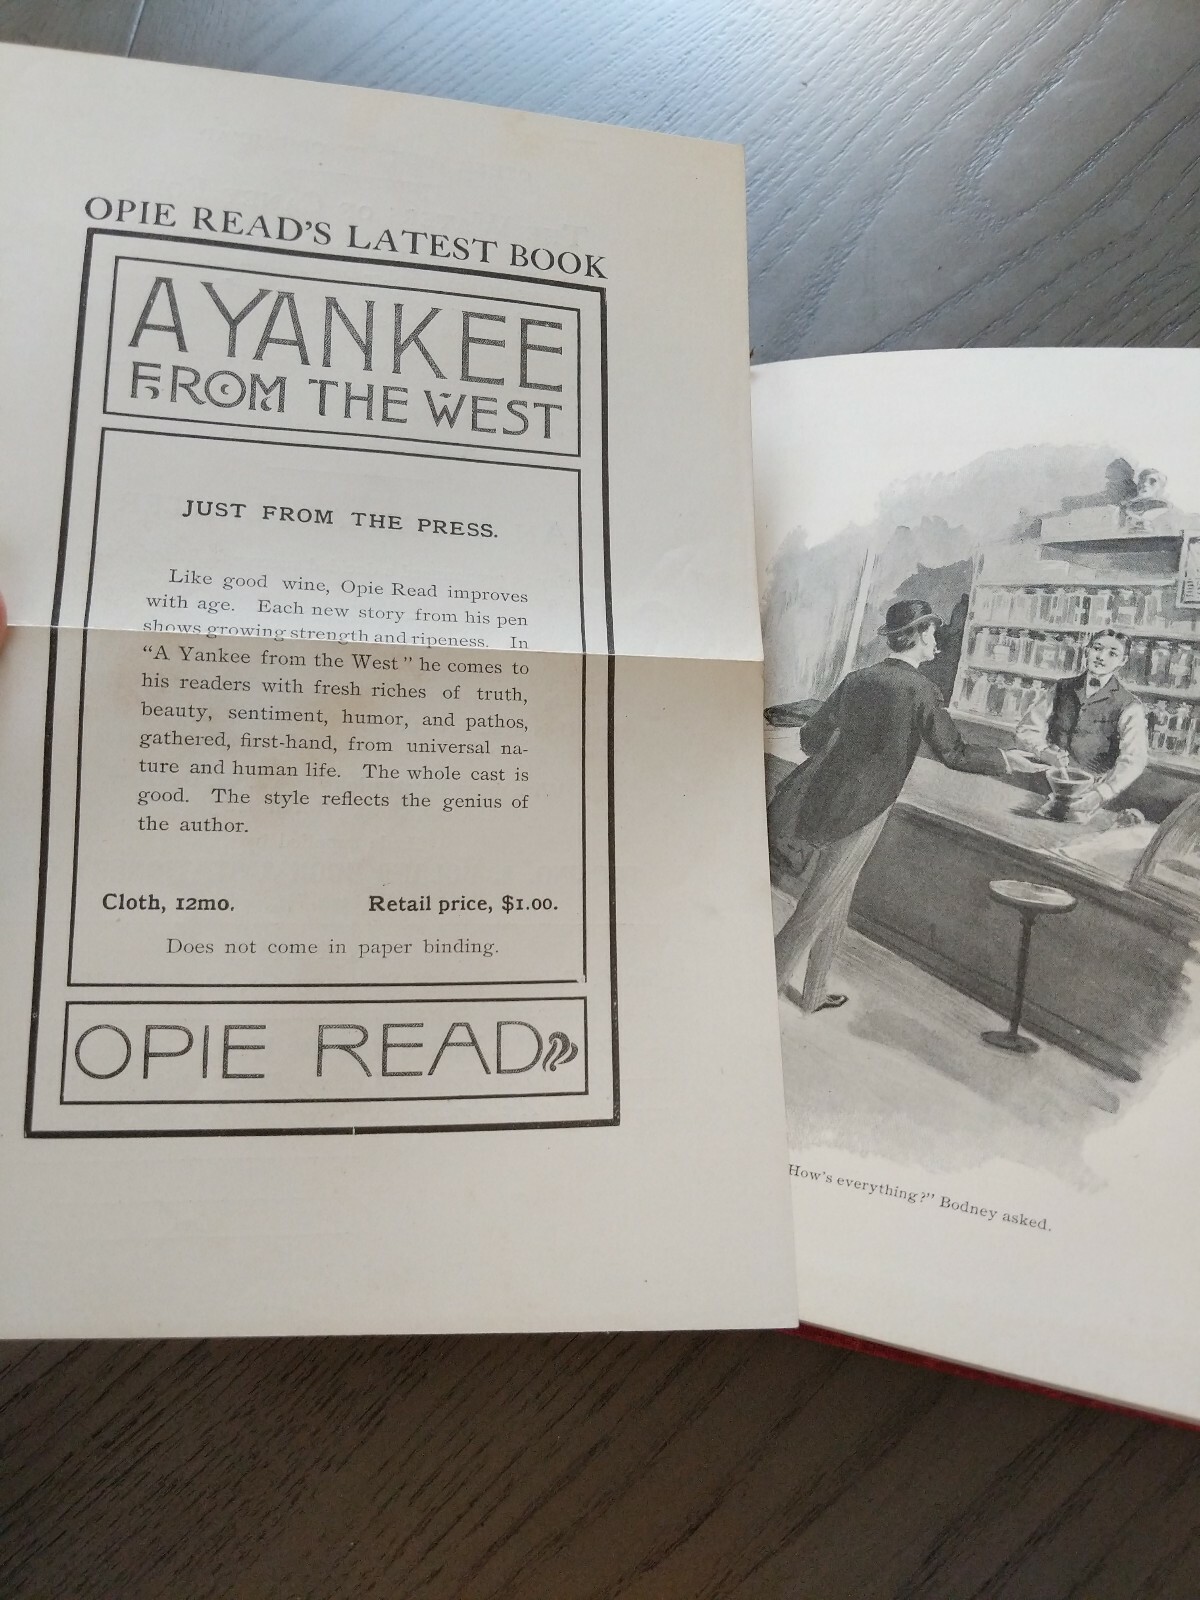 OPIE READ'S LATEST BOOK
A YANKEE
FROM THE WEST
JUST FROM THE PRESS.
Like good wine, Opie Read improves
with age. Each new story from his pen
shows growing strength and ripeness. In
"A Yankee from the West" he comes to
his readers with fresh riches of truth,
beauty, sentiment, humor, and pathos,
gathered, first-hand, from universal na-
ture and human life. The whole cast is
good. The style reflects the genius of
the author.
Cloth, 12mo. Retail price, $1.00.
Does not come in paper binding.
OPIE READ
How's everything?" Bodney asked.